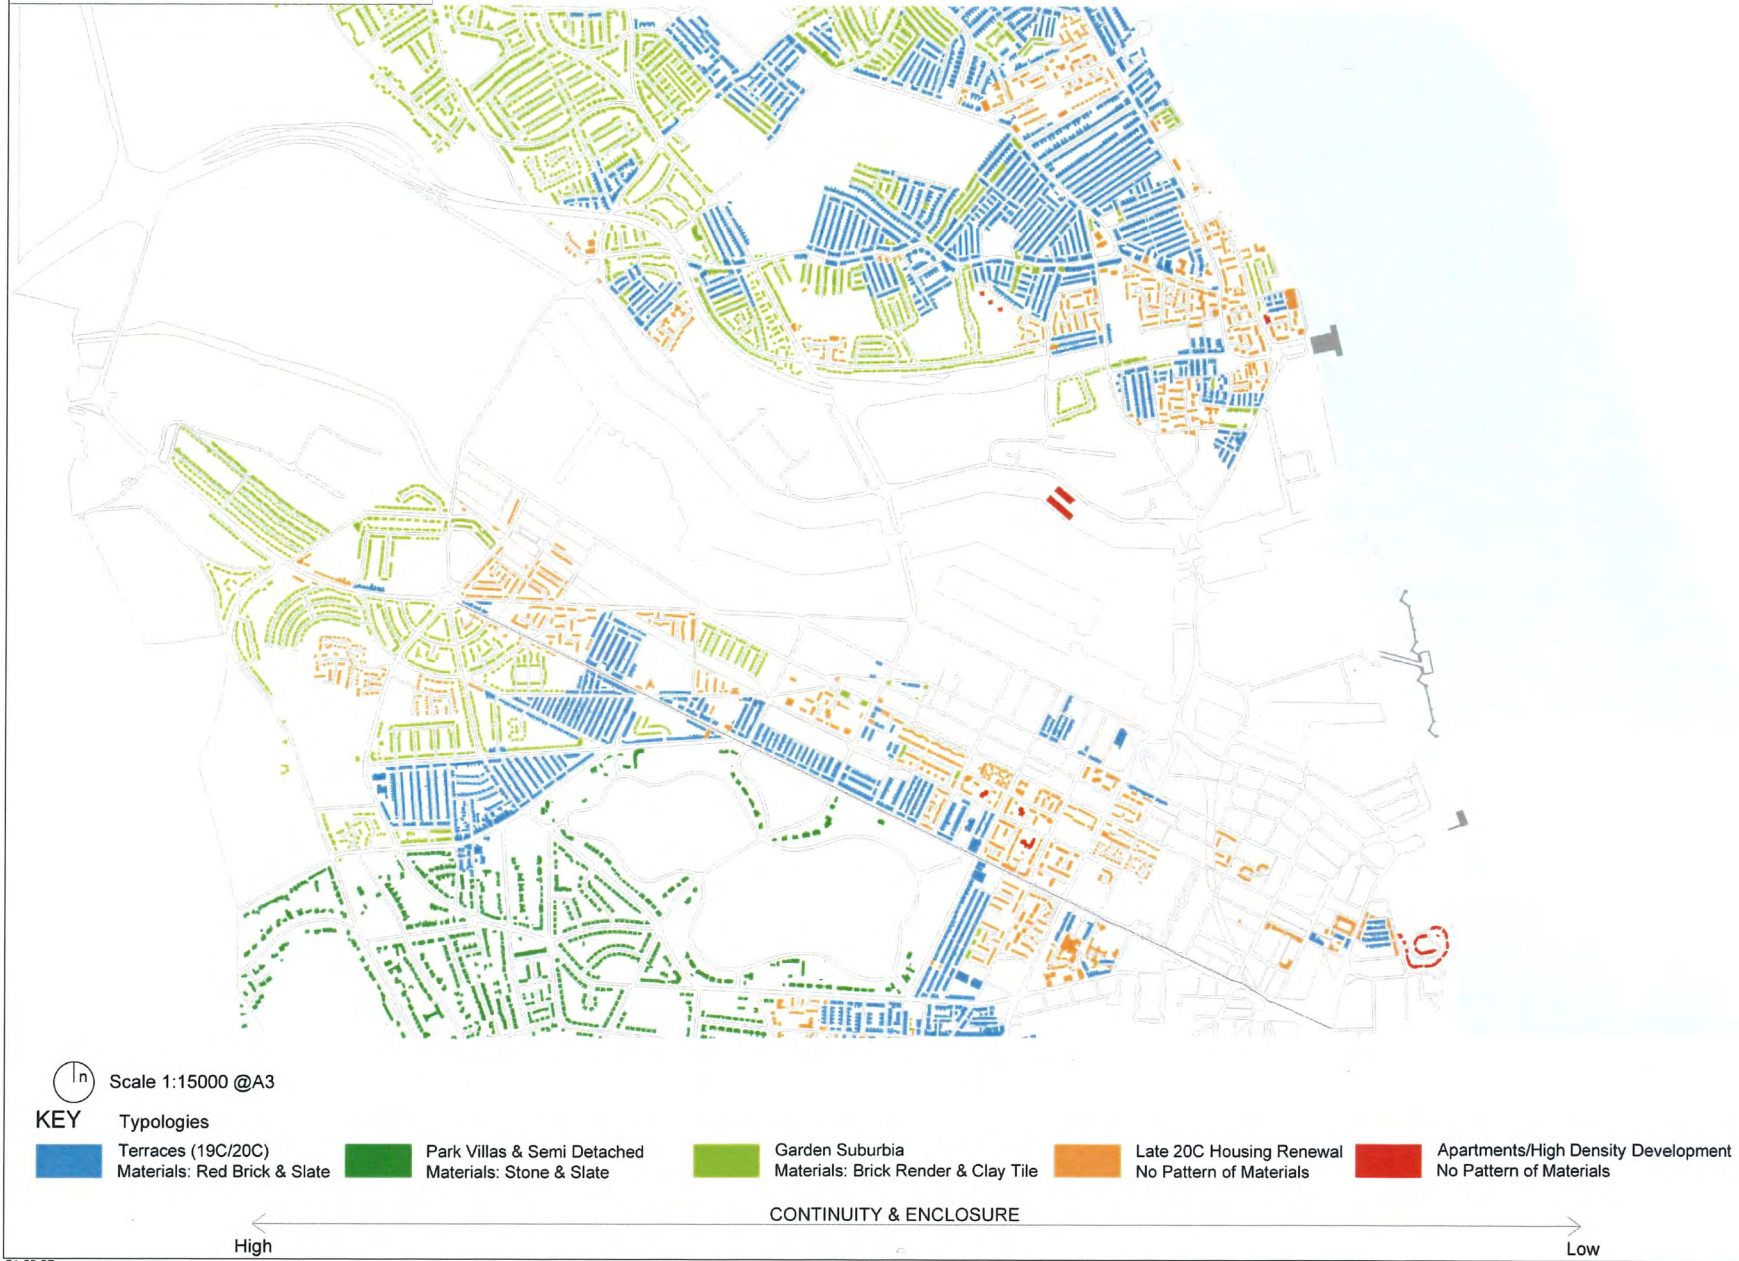 n
Scale 1:15000 @A3
KEY Typologies
Terraces (19C/20C)
Materials: Red Brick & Slate
Park Villas & Semi Detached
Materials: Stone & Slate
Garden Suburbia
Materials: Brick Render & Clay Tile
Late 20C Housing Renewal
No Pattern of Materials
Apartments/High Density Development
No Pattern of Materials
CONTINUITY & ENCLOSURE
High
Low